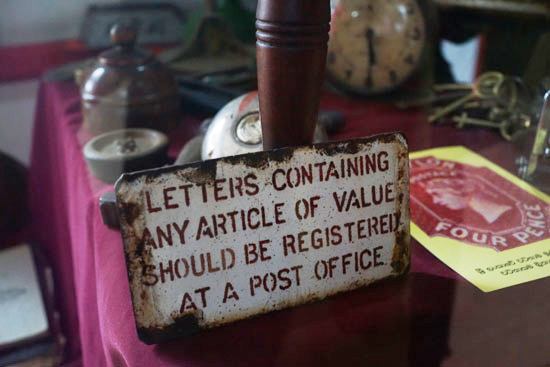 LETTERS CONTAINING
ANY ARTICLE OF VALUE
SHOULD BE REGISTERED
AT A POST OFFICE.
FOUR PENCE